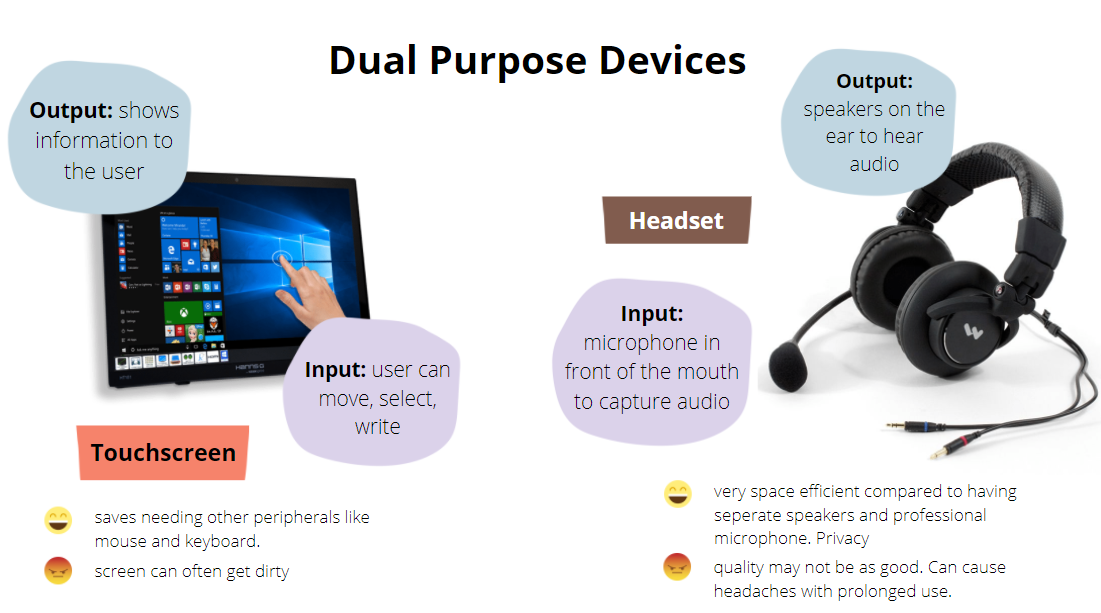 Dual Purpose Devices
Output: shows
information to
the user
Input: user can
move, select,
write
Touchscreen
saves needing other peripherals like
mouse and keyboard.
screen can often get dirty
Output:
speakers on the
ear to hear
audio
Headset
Input:
microphone in
front of the mouth
to capture audio
very space efficient compared to having
seperate speakers and professional
microphone. Privacy
quality may not be as good. Can cause
headaches with prolonged use.
HANNS G